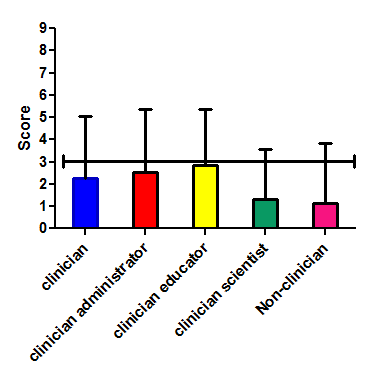 9
8
7
6
5
4
3
2
1
0
Score
clinician
clinician administrator
clinician educator
clinician scientist
Non-clinician